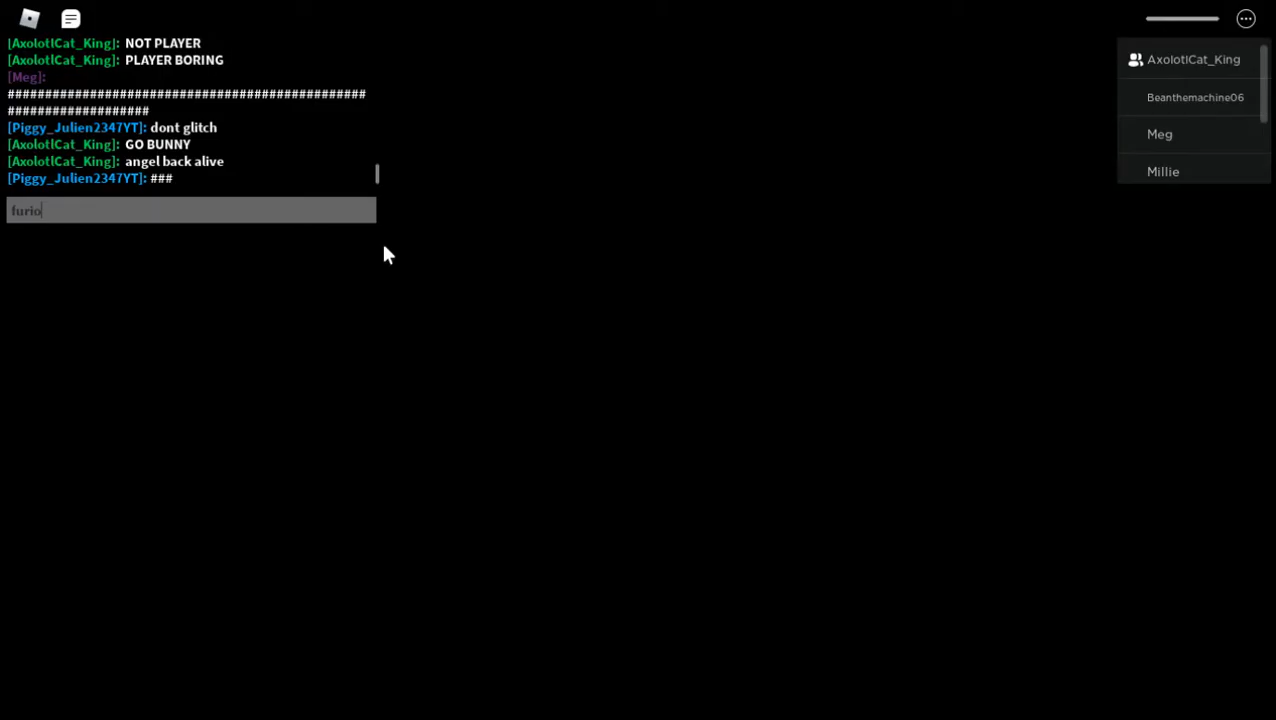 [AxolotlCat_King]: NOT PLAYER
[AxolotlCat_King]: PLAYER BORING
[Meg]:
################################################
###################
[Piggy_Julien2347YT]: dont glitch
[AxolotlCat_King]: GO BUNNY
[AxolotlCat_King]: angel back alive
[Piggy_Julien2347YT]: ###
furio
AxolotlCat_King
Beanthemachine06
Meg
Millie